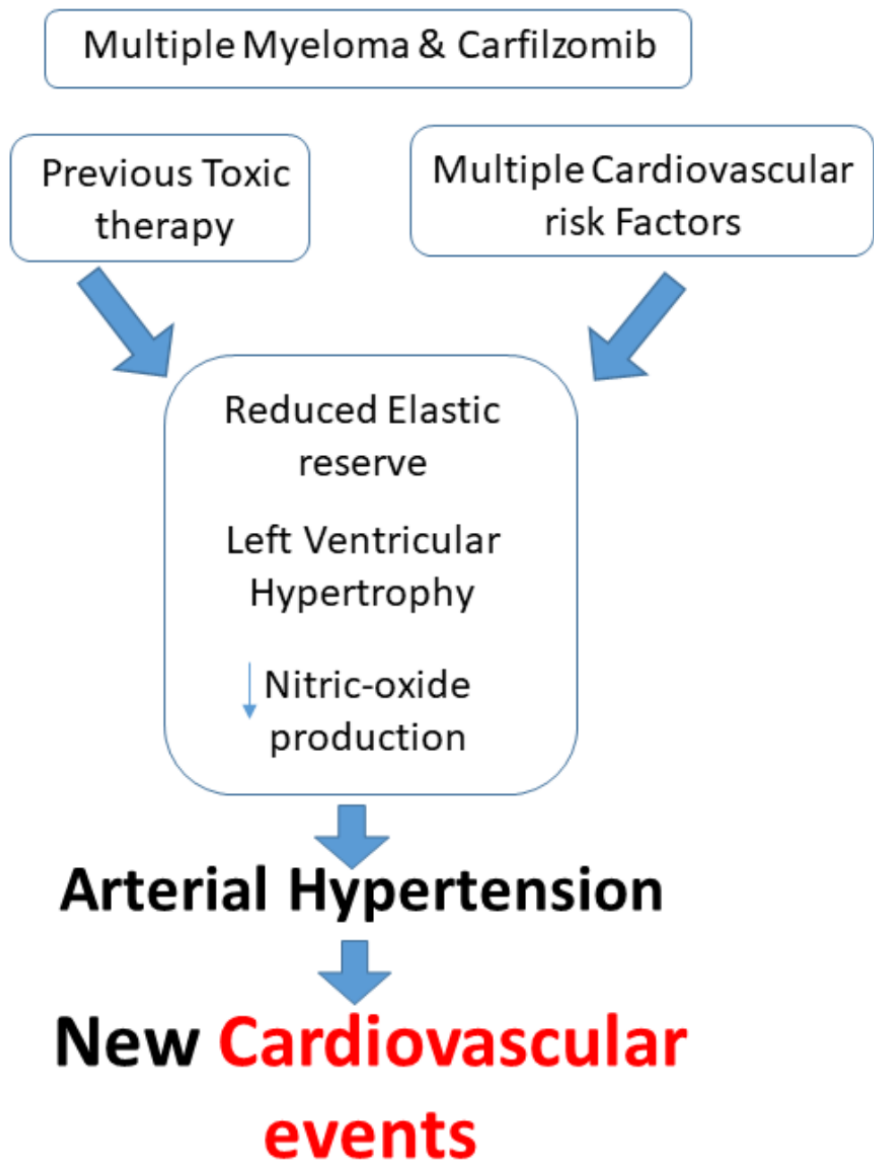 Multiple Myeloma & Carfilzomib
Previous Toxic
therapy
Multiple Cardiovascular
risk Factors
Reduced Elastic
reserve
Left Ventricular
Hypertrophy
Nitric-oxide
production
Arterial Hypertension
New Cardiovascular
events